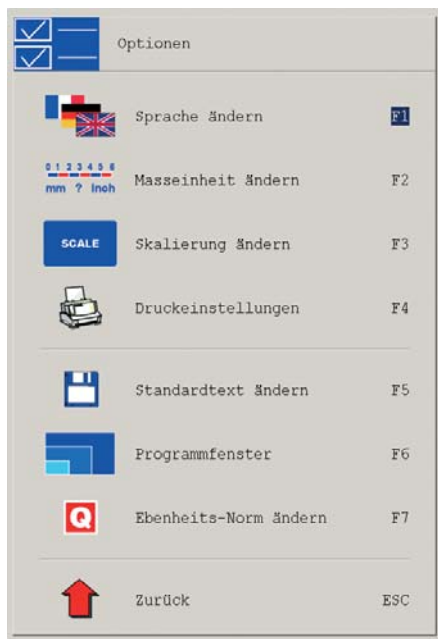 Optionen
Sprache ändern F1
0 1 2 3 4 5 6
mm ? Inch
Masseinheit ändern F2
SCALE
Skalierung ändern F3
Druckeinstellungen F4
Standardtext ändern F5
Programmfenster F6
Q
Ebenheits-Norm ändern F7
Zurück ESC